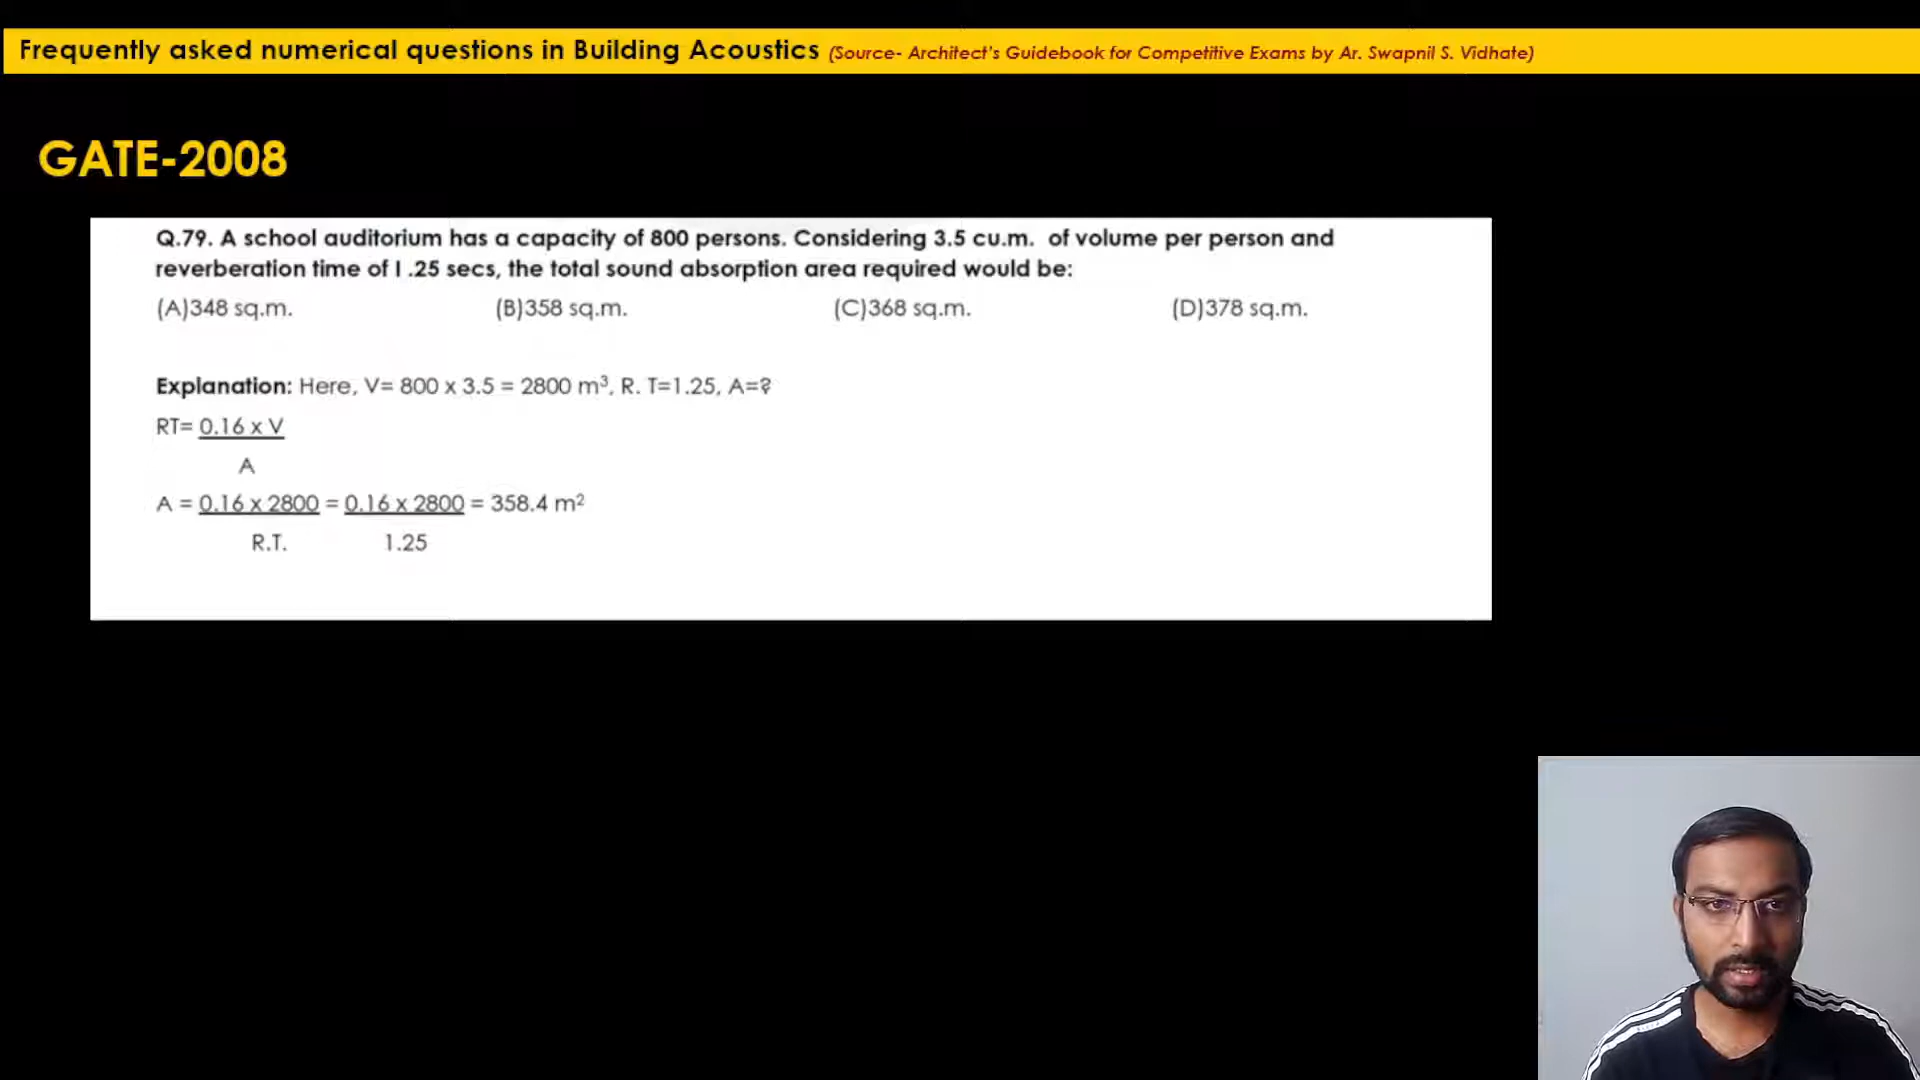 Frequently asked numerical questions in Building Acoustics (Source- Architect's Guidebook for Competitive Exams by Ar. Swapnil S. Vidhate)
GATE-2008
Q.79. A school auditorium has a capacity of 800 persons. Considering 3.5 cu.m. of volume per person and
reverberation time of I .25 secs, the total sound absorption area required would be:
(A)348 sq.m. (B)358 sq.m. (C)368 sq.m. (D)378 sq.m.
Explanation: Here, V= 800 x 3.5 = 2800 m³, R. T=1.25, A=?
RT= 0.16 x V
A
A = 0.16 x 2800 = 0.16 x 2800 = 358.4 m²
R.T. 1.25